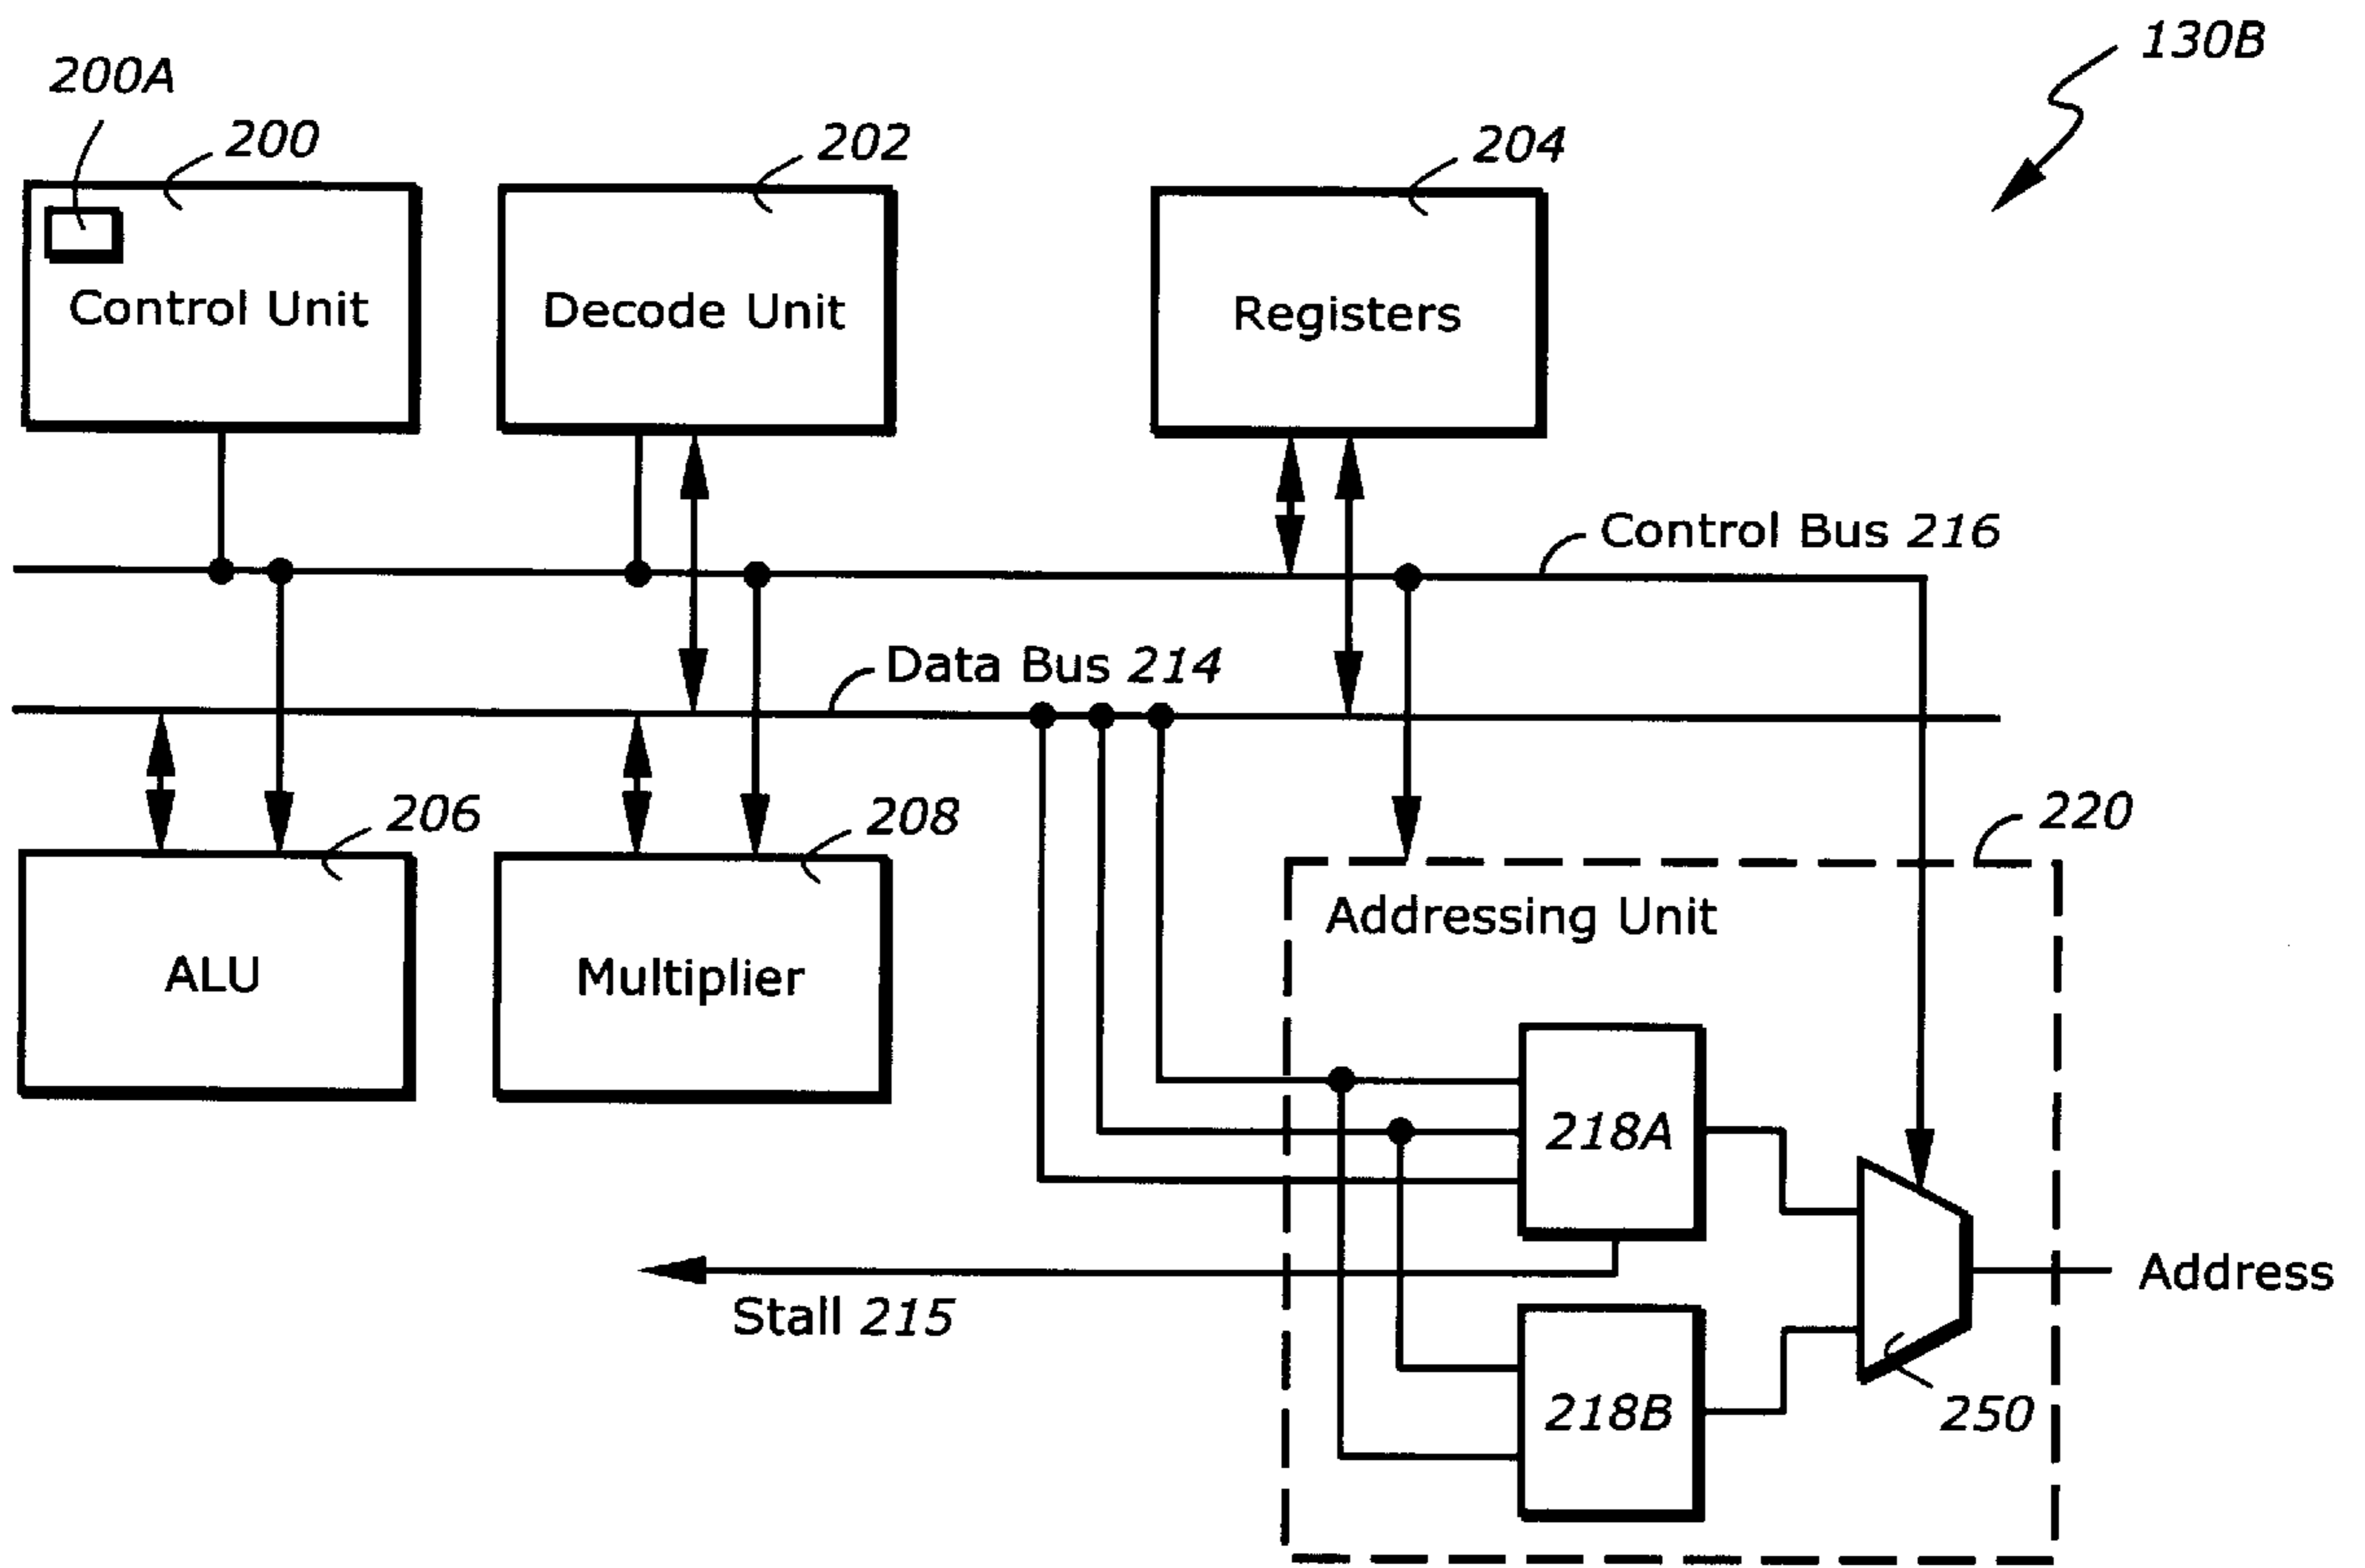 130B
200A
200
202
204
Control Unit
Decode Unit
Registers
Control Bus 216
Data Bus 214
206
208
220
ALU
Multiplier
Addressing Unit
218A
Stall 215
Address
218B
250